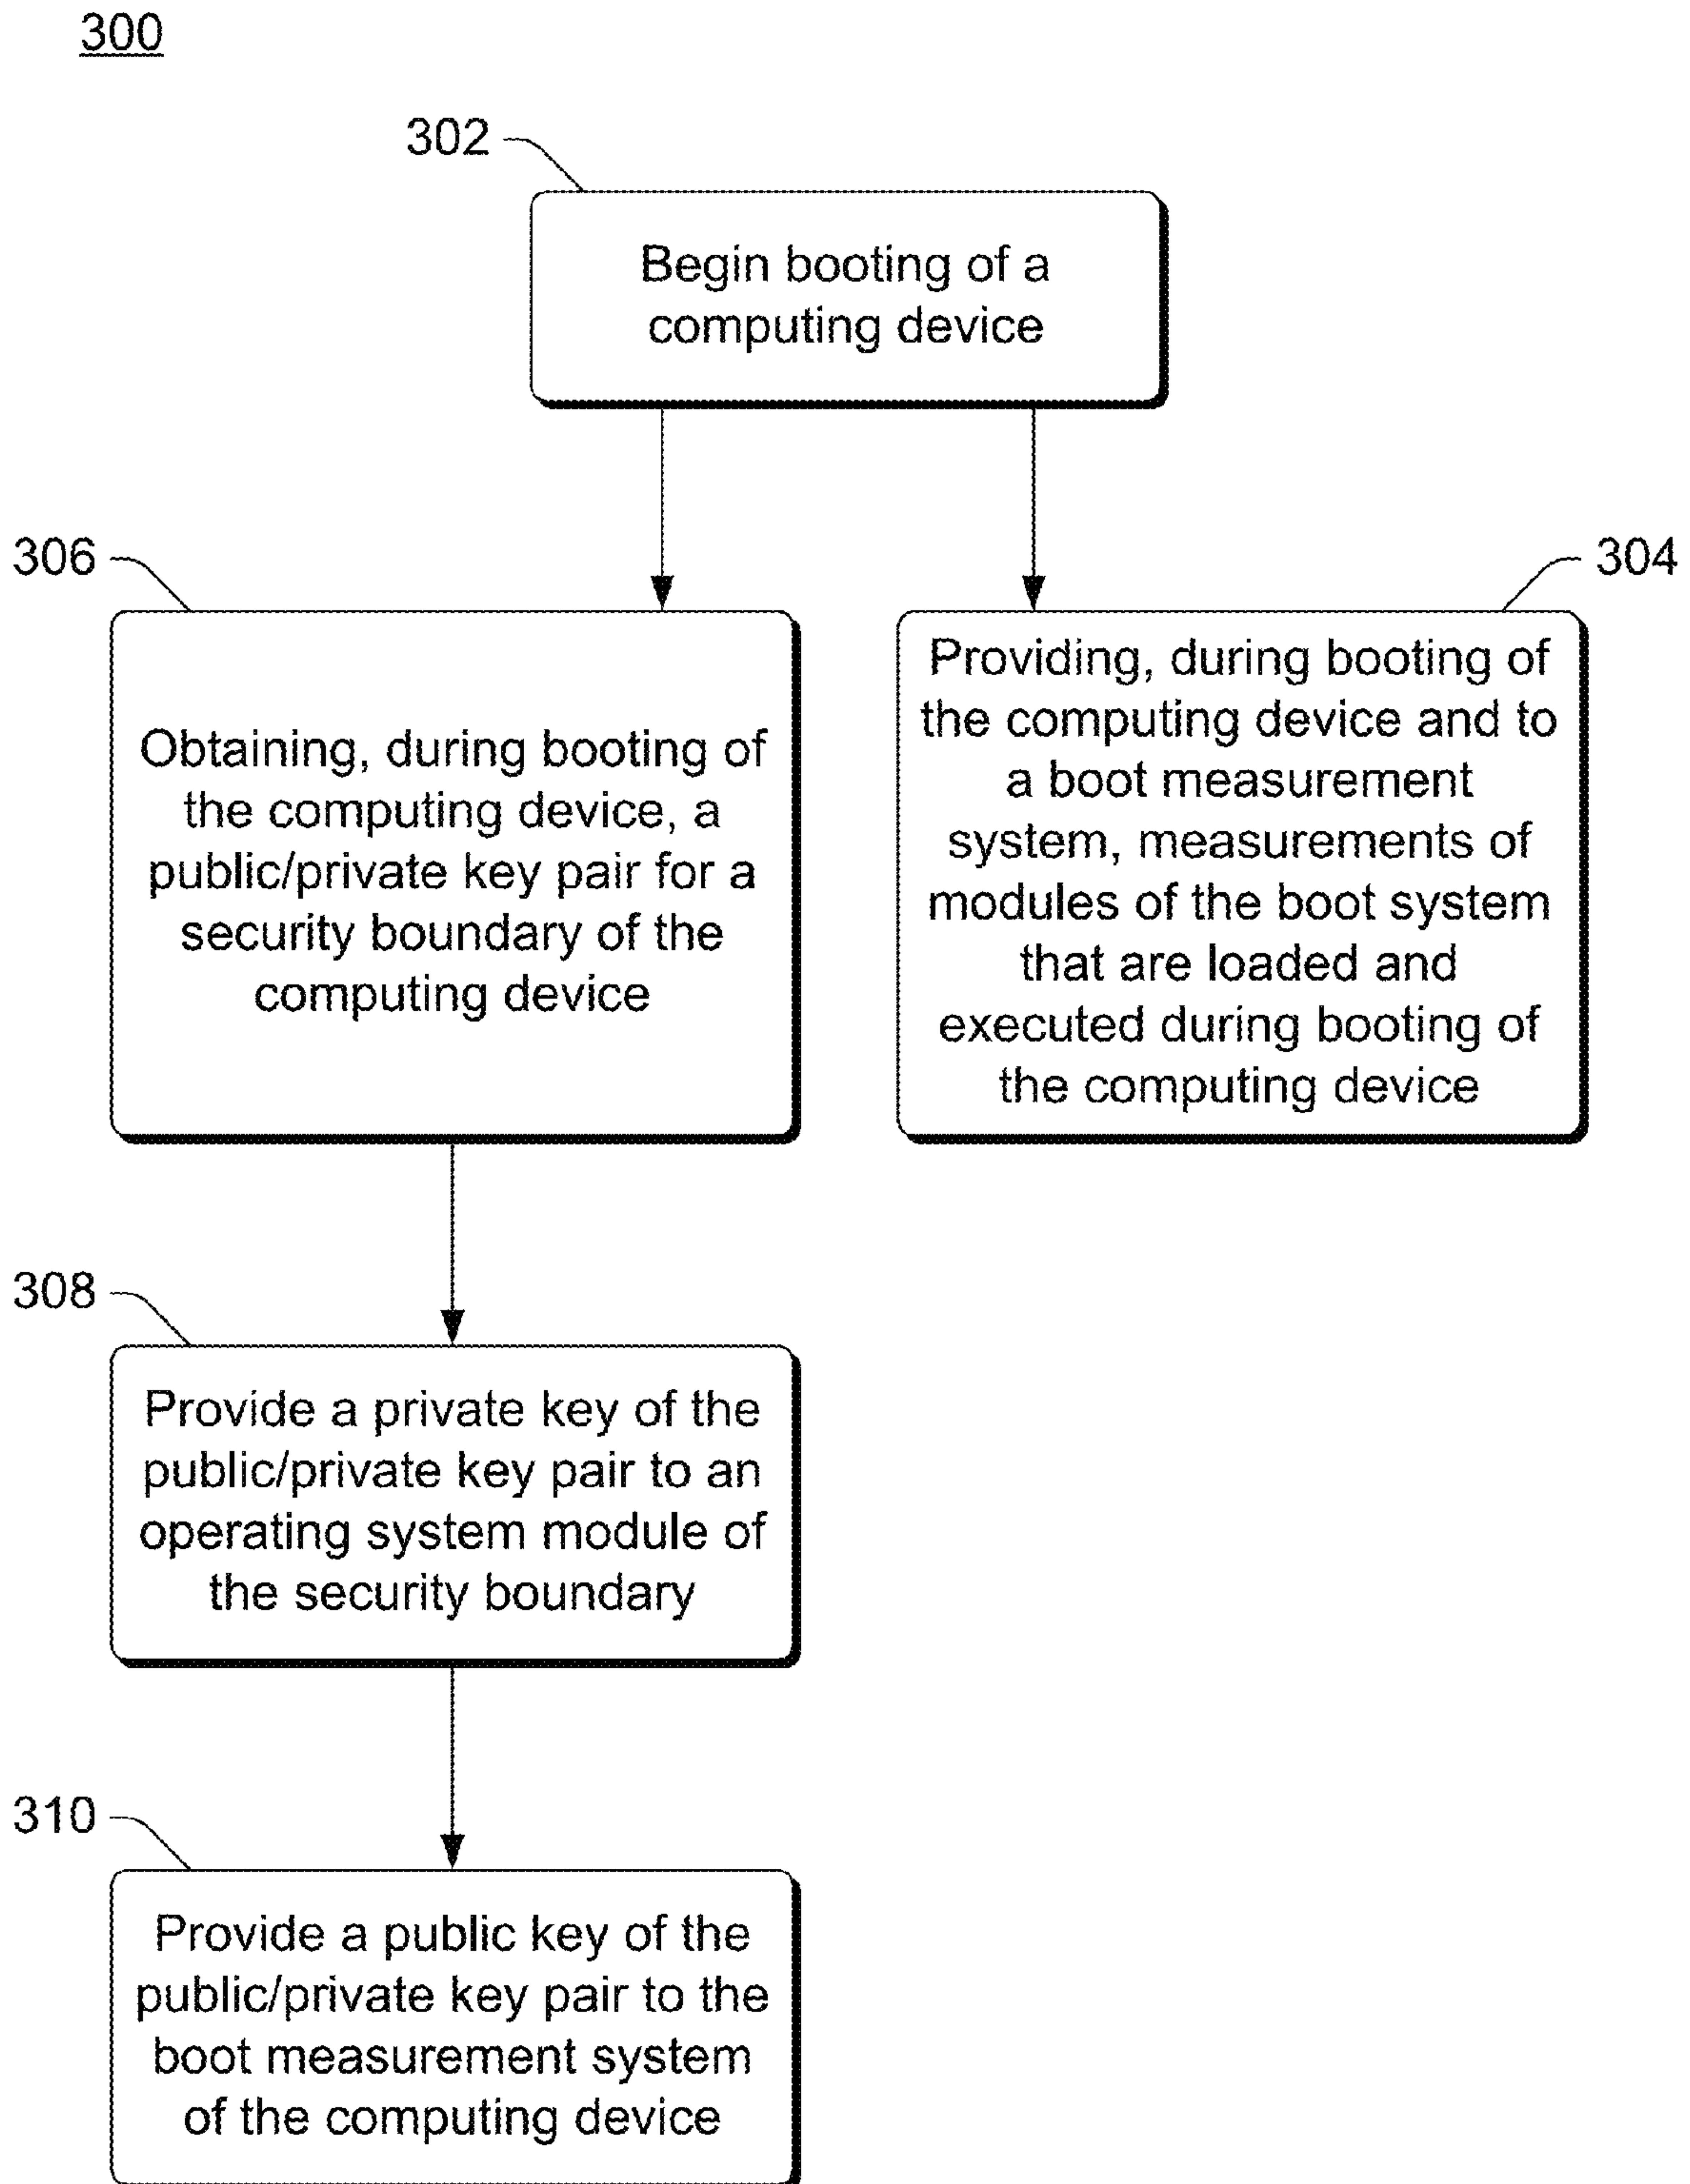 300
302
Begin booting of a
computing device
306
Obtaining, during booting of
the computing device, a
public/private key pair for a
security boundary of the
computing device
304
Providing, during booting of
the computing device and to
a boot measurement
system, measurements of
modules of the boot system
that are loaded and
executed during booting of
the computing device
308
Provide a private key of the
public/private key pair to an
operating system module of
the security boundary
310
Provide a public key of the
public/private key pair to the
boot measurement system
of the computing device